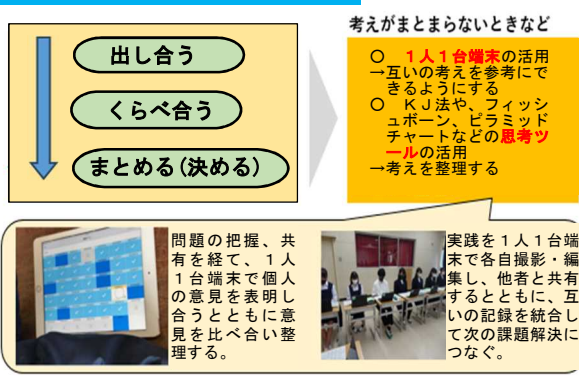 出し合う
くらべ合う
まとめる(決める)
考えがまとまらないときなど
○ 1人1台端末の活用
→互いの考えを参考にで
きるようにする
○ KJ法や、フィッシ
ュボーン、ピラミッド
チャートなどの思考ツ
ールの活用
→考えを整理する
問題の把握、共
有を経て、1人
1台端末で個人
の意見を表明し
合うとともに意
見を比べ合い整
理する。
実践を1人1台端
末で各自撮影・編
集し、他者と共有
するとともに、互
いの記録を統合し
て次の課題解決に
つなぐ。